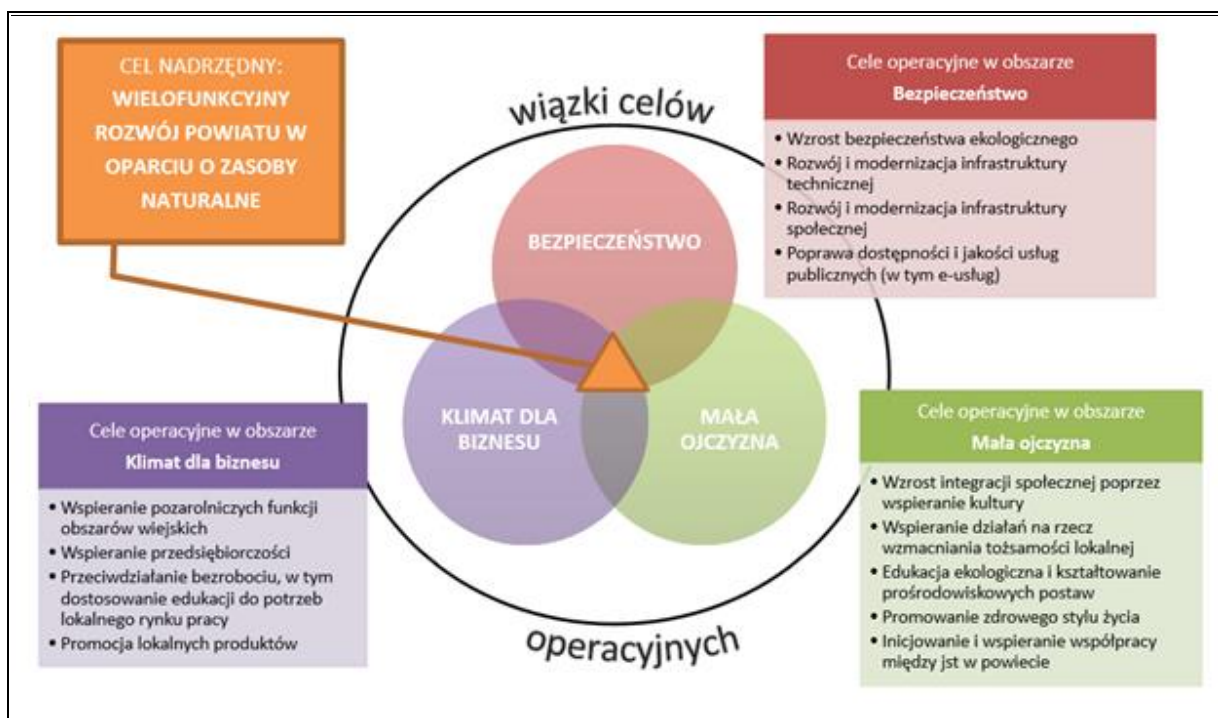 CEL NADRZĘDNY:
WIELOFUNKCYJNY
ROZWÓJ POWIATU W
OPARCIU O ZASOBY
NATURALNE
wiązki celów
Cele operacyjne w obszarze
Bezpieczeństwo
• Wzrost bezpieczeństwa ekologicznego
• Rozwój i modernizacja infrastruktury
technicznej
• Rozwój i modernizacja infrastruktury
społecznej
• Poprawa dostępności i jakości usług
publicznych (w tym e-usług)
BEZPIECZEŃSTWO
KLIMAT DLA
BIZNESU
MAŁA
OJCZYZNA
Cele operacyjne w obszarze
Klimat dla biznesu
• Wspieranie pozarolniczych funkcji
obszarów wiejskich
• Wspieranie przedsiębiorczości
• Przeciwdziałanie bezrobociu, w tym
dostosowanie edukacji do potrzeb
lokalnego rynku pracy
• Promocja lokalnych produktów
Cele operacyjne w obszarze
Mała ojczyzna
• Wzrost integracji społecznej poprzez
wspieranie kultury
• Wspieranie działań na rzecz
wzmacniania tożsamości lokalnej
• Edukacja ekologiczna i kształtowanie
prośrodowiskowych postaw
• Promowanie zdrowego stylu życia
• Inicjowanie i wspieranie współpracy
między jst w powiecie
operacyjnych